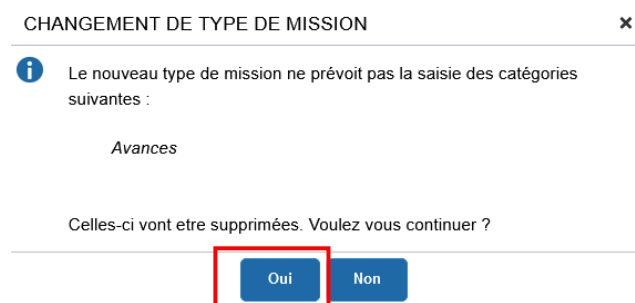 CHANGEMENT DE TYPE DE MISSION
Le nouveau type de mission ne prévoit pas la saisie des catégories
suivantes :
Avances
Celles-ci vont etre supprimées. Voulez vous continuer ?
Oui Non